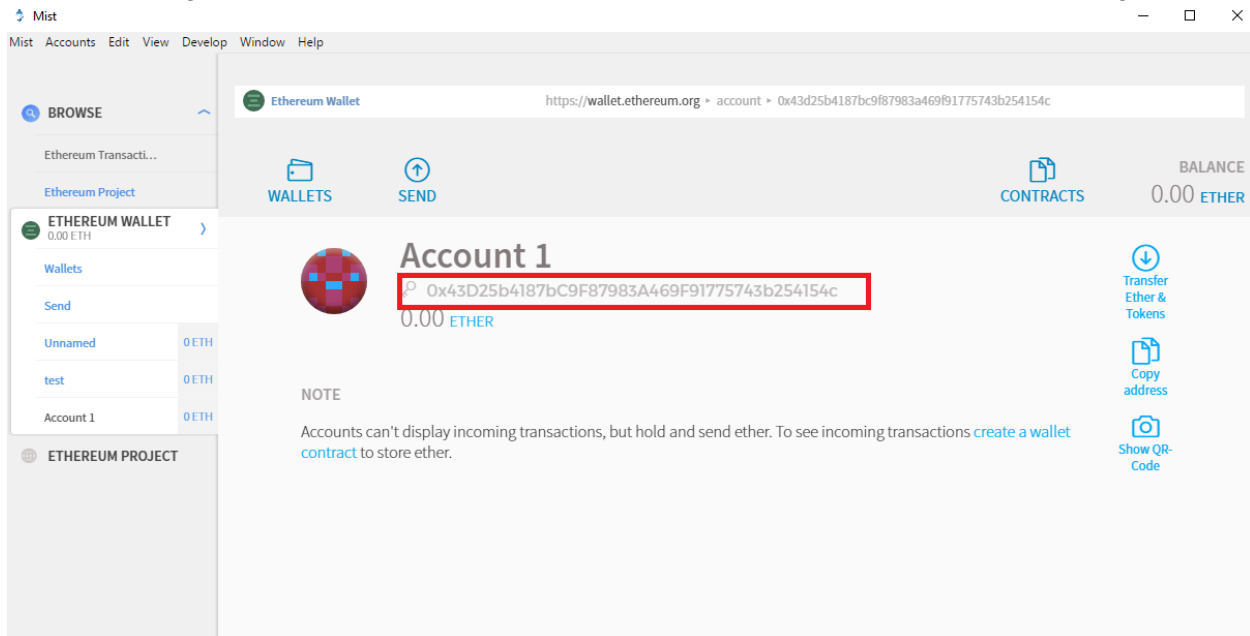 Mist
Mist Accounts Edit View Develop Window Help
BROWSE
Ethereum Transacti...
Ethereum Project
ETHEREUM WALLET
0.00 ETH
Wallets
Send
Unnamed 0 ETH
test 0 ETH
Account 1 0 ETH
ETHEREUM PROJECT
Ethereum Wallet https://wallet.ethereum.org ▸ account ▸ 0x43d25b4187bc9f87983a469f91775743b254154c
WALLETS SEND CONTRACTS BALANCE
0.00 ETHER
Account 1
0x43D25b4187bC9F87983A469F91775743b254154c
0.00 ETHER
NOTE
Accounts can't display incoming transactions, but hold and send ether. To see incoming transactions create a wallet
contract to store ether.
Transfer
Ether &
Tokens
Copy
address
Show QR-
Code